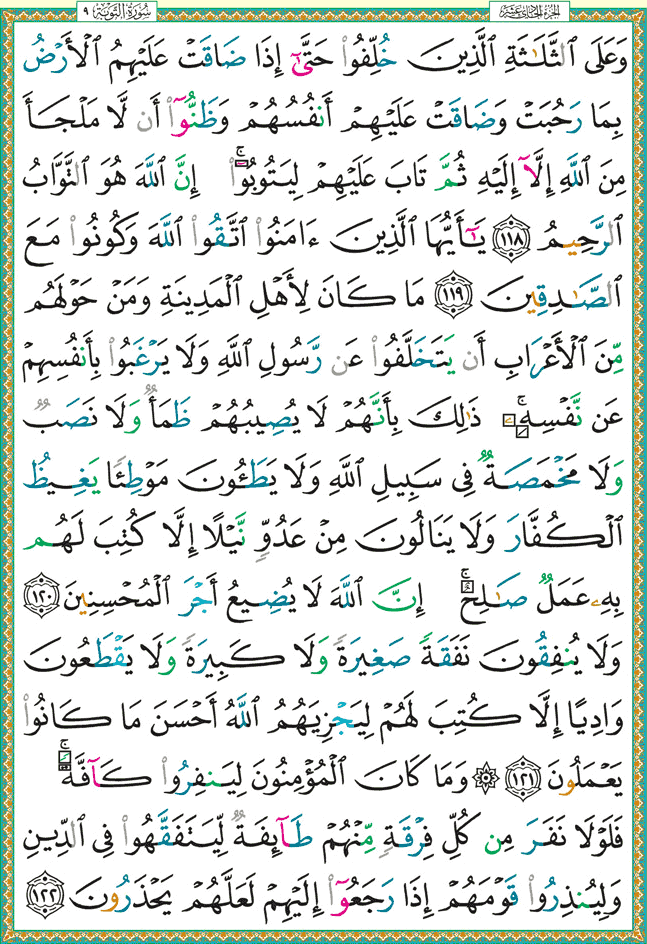 سُورَةُ التَّوْبَةِ ٩
الجزء الحادي عشر
وَعَلَى ٱلثَّلَٰثَةِ ٱلَّذِينَ خُلِّفُوا۟ حَتَّىٰٓ إِذَا ضَاقَتْ عَلَيْهِمُ ٱلْأَرْضُ
بِمَا رَحُبَتْ وَضَاقَتْ عَلَيْهِمْ أَنفُسُهُمْ وَظَنُّوٓا۟ أَن لَّا مَلْجَأَ
مِنَ ٱللَّهِ إِلَّآ إِلَيْهِ ثُمَّ تَابَ عَلَيْهِمْ لِيَتُوبُوٓا۟ ۚ إِنَّ ٱللَّهَ هُوَ ٱلتَّوَّابُ
ٱلرَّحِيمُ ١١٨ يَٰٓأَيُّهَا ٱلَّذِينَ ءَامَنُوا۟ ٱتَّقُوا۟ ٱللَّهَ وَكُونُوا۟ مَعَ
ٱلصَّٰدِقِينَ ١١٩ مَا كَانَ لِأَهْلِ ٱلْمَدِينَةِ وَمَنْ حَوْلَهُم
مِّنَ ٱلْأَعْرَابِ أَن يَتَخَلَّفُوا۟ عَن رَّسُولِ ٱللَّهِ وَلَا يَرْغَبُوا۟ بِأَنفُسِهِمْ
عَن نَّفْسِهِۦ ۚ ذَٰلِكَ بِأَنَّهُمْ لَا يُصِيبُهُمْ ظَمَأٌ وَلَا نَصَبٌ
وَلَا مَخْمَصَةٌ فِى سَبِيلِ ٱللَّهِ وَلَا يَطَـُٔونَ مَوْطِئًا يَغِيظُ
ٱلْكُفَّارَ وَلَا يَنَالُونَ مِنْ عَدُوٍّ نَّيْلًا إِلَّا كُتِبَ لَهُم
بِهِۦ عَمَلٌ صَٰلِحٌ ۚ إِنَّ ٱللَّهَ لَا يُضِيعُ أَجْرَ ٱلْمُحْسِنِينَ ١٢٠
وَلَا يُنفِقُونَ نَفَقَةً صَغِيرَةً وَلَا كَبِيرَةً وَلَا يَقْطَعُونَ
وَادِيًا إِلَّا كُتِبَ لَهُمْ لِيَجْزِيَهُمُ ٱللَّهُ أَحْسَنَ مَا كَانُوا۟
يَعْمَلُونَ ١٢١ ۞ وَمَا كَانَ ٱلْمُؤْمِنُونَ لِيَنفِرُوا۟ كَآفَّةً ۚ
فَلَوْلَا نَفَرَ مِن كُلِّ فِرْقَةٍ مِّنْهُمْ طَآئِفَةٌ لِّيَتَفَقَّهُوا۟ فِى ٱلدِّينِ
وَلِيُنذِرُوا۟ قَوْمَهُمْ إِذَا رَجَعُوٓا۟ إِلَيْهِمْ لَعَلَّهُمْ يَحْذَرُونَ ١٢٢